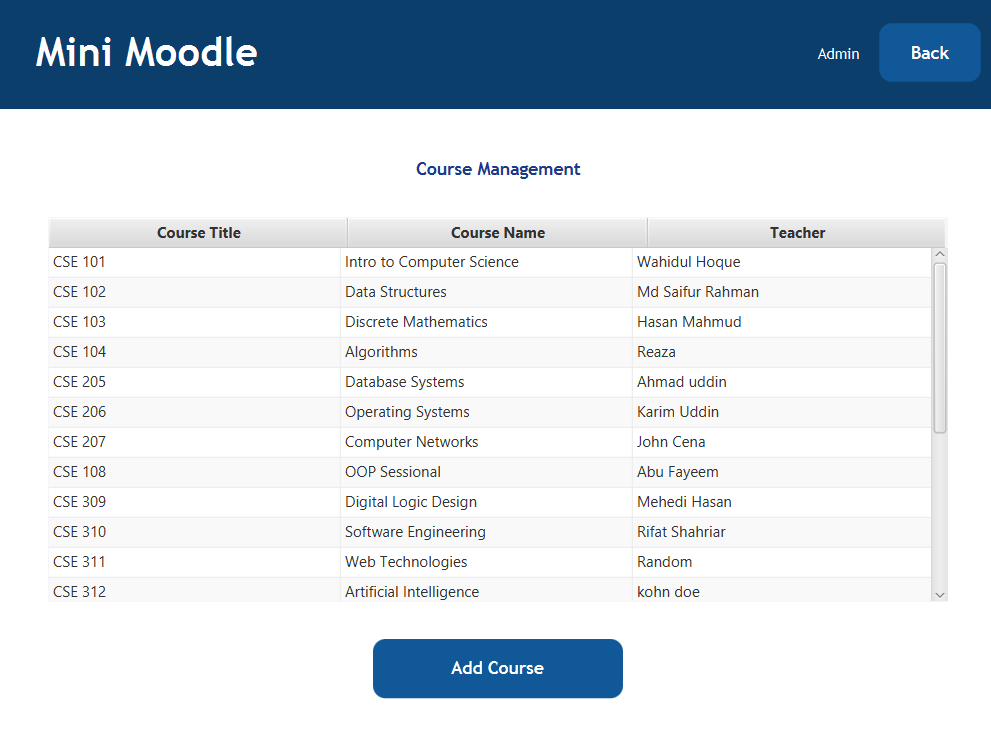 Mini Moodle
Admin
Back
Course Management
Course Title Course Name Teacher
CSE 101 Intro to Computer Science Wahidul Hoque
CSE 102 Data Structures Md Saifur Rahman
CSE 103 Discrete Mathematics Hasan Mahmud
CSE 104 Algorithms Reaza
CSE 205 Database Systems Ahmad uddin
CSE 206 Operating Systems Karim Uddin
CSE 207 Computer Networks John Cena
CSE 108 OOP Sessional Abu Fayeem
CSE 309 Digital Logic Design Mehedi Hasan
CSE 310 Software Engineering Rifat Shahriar
CSE 311 Web Technologies Random
CSE 312 Artificial Intelligence kohn doe
Add Course